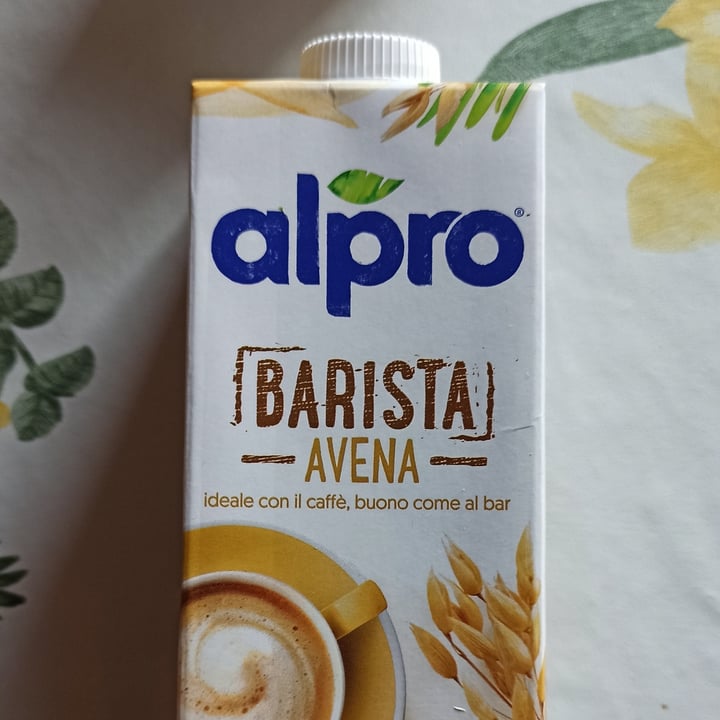 alpro®
BARISTA
AVENA
ideale con il caffè, buono come al bar